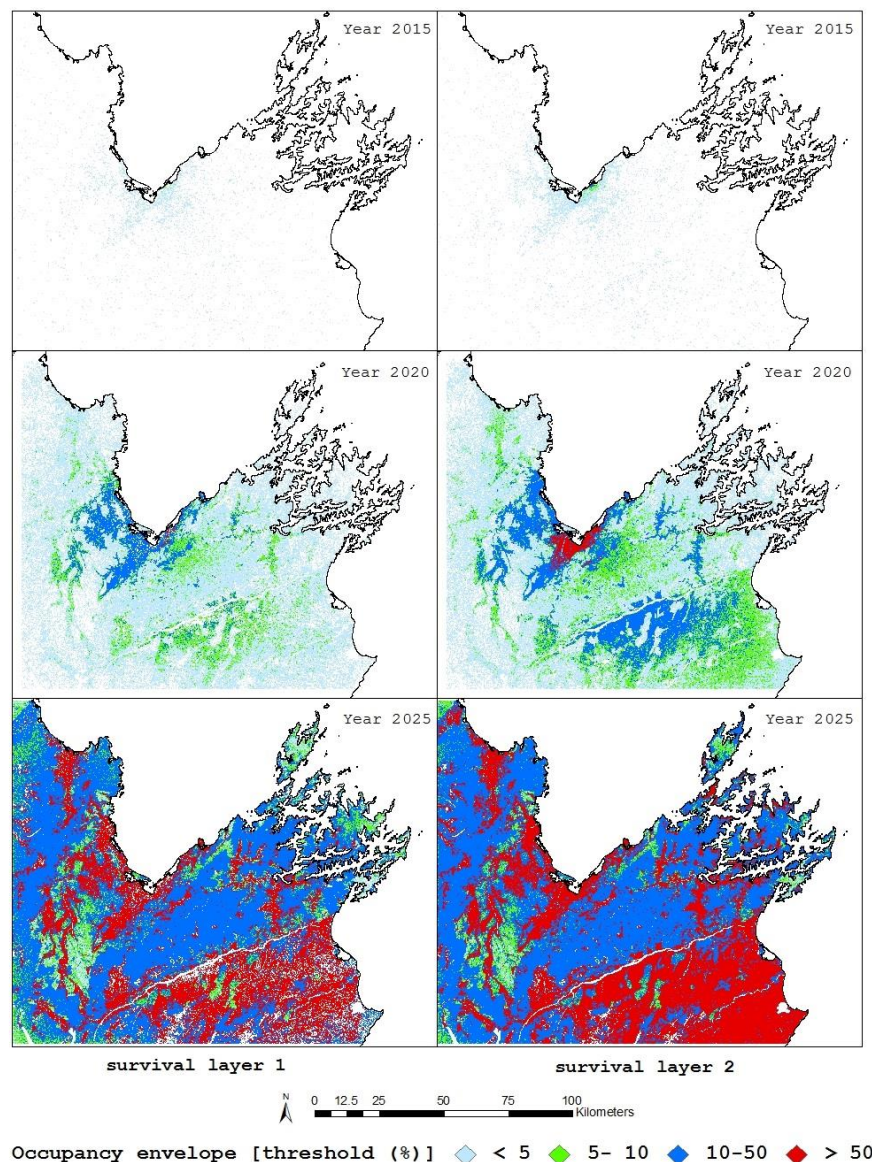 Year 2015
Year 2015
Year 2020
Year 2020
Year 2025
Year 2025
survival layer 1
survival layer 2
N
0 12.5 25 50 75 100
Kilometers
Occupancy envelope [threshold (%)] < 5 5- 10 10-50 > 50